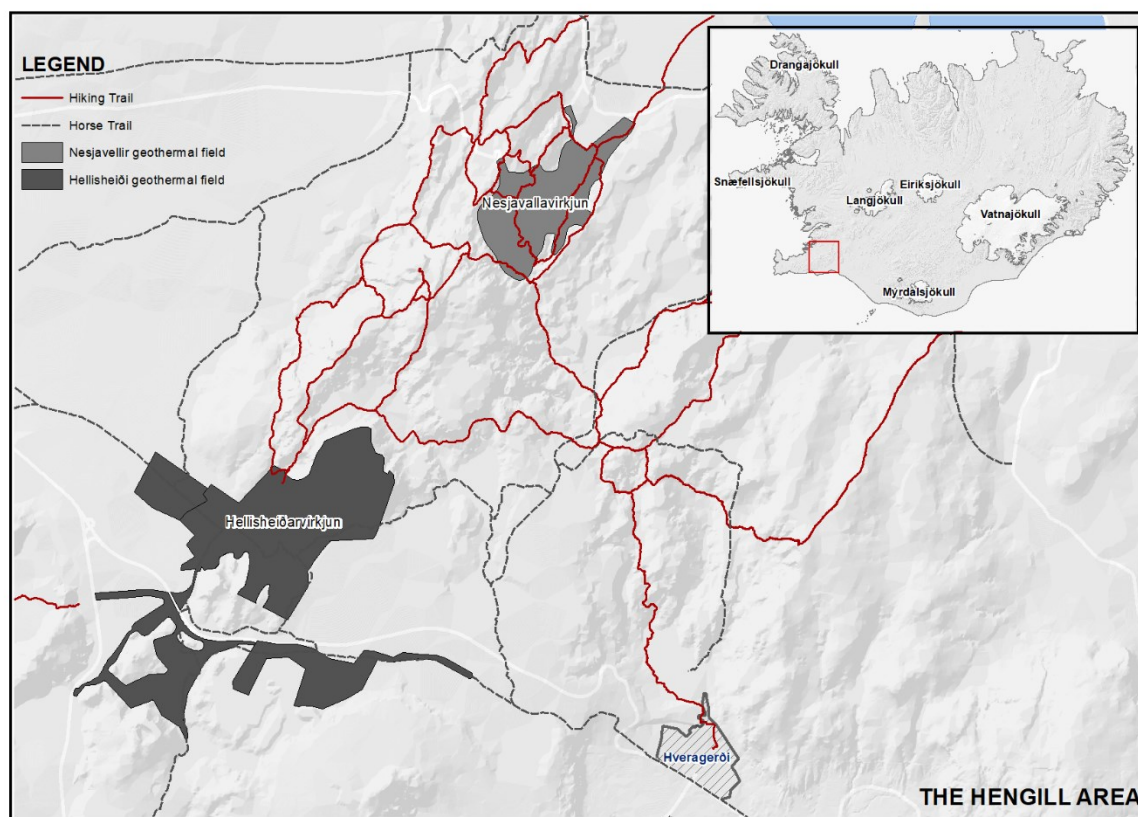 LEGEND
Hiking Trail
Horse Trail
Nesjavellir geothermal field
Hellisheiði geothermal field
Drangajökull
Snæfellsjökull
Langjökull
Eiriksjökull
Vatnajökull
Mýrdalsjökull
Nesjavallavirkjun
Hellisheiðarvirkjun
Hveragerði
THE HENGILL AREA